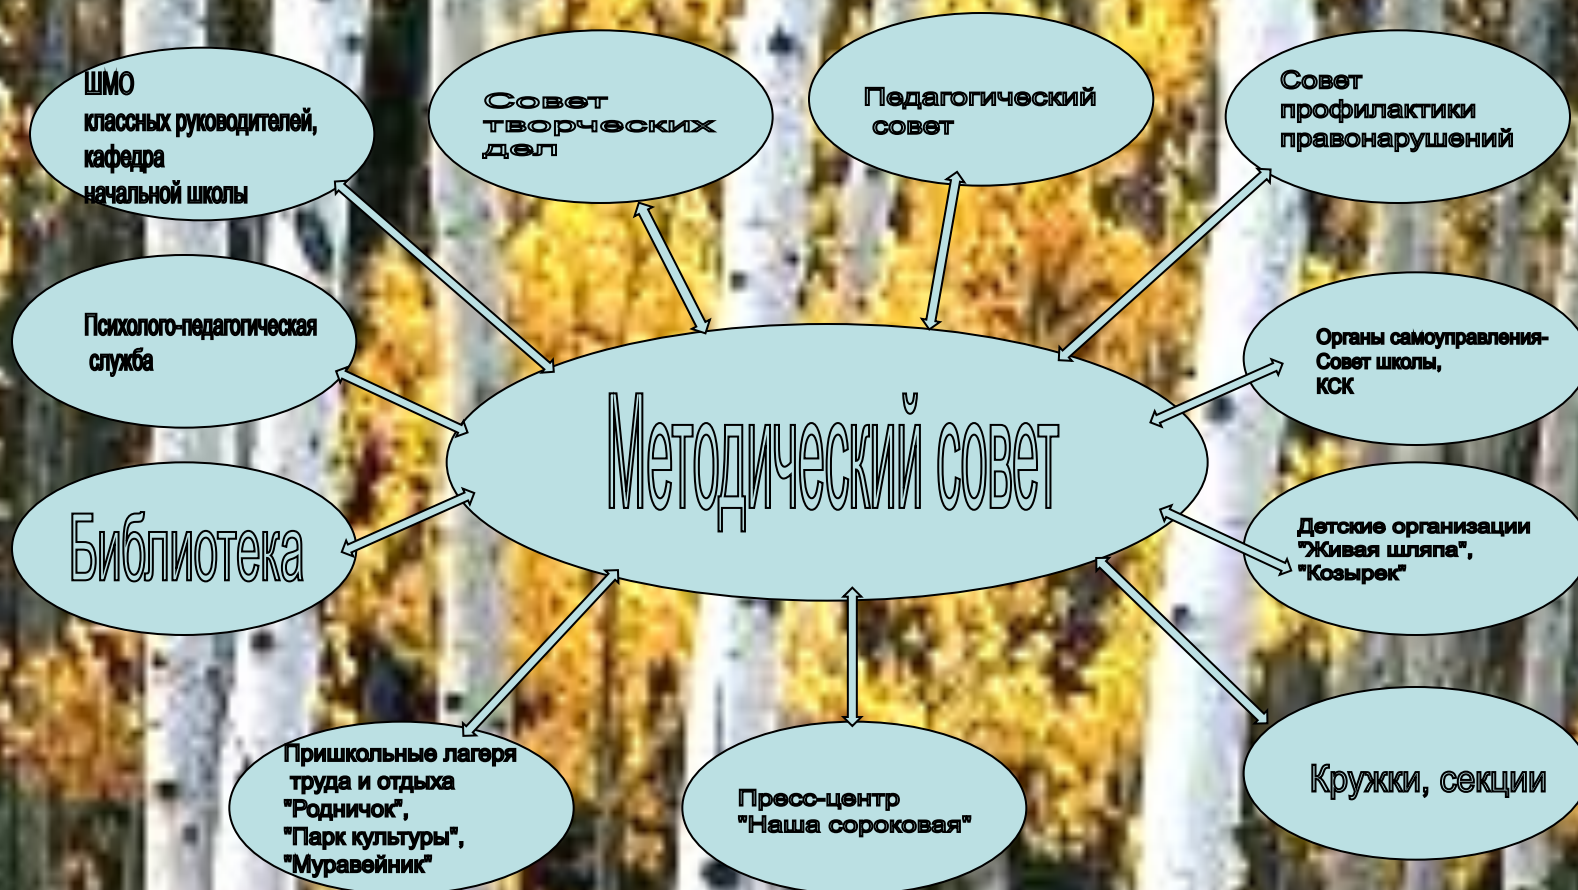 ШМО
классных руководителей,
кафедра
начальной школы
Совет
творческих
дел
Педагогический
совет
Совет
профилактики
правонарушений
Психолого-педагогическая
служба
Органы самоуправления-
Совет школы,
КСК
Методический совет
Библиотека
Детские организации
"Живая шляпа",
"Козырек"
Пришкольные лагеря
труда и отдыха
"Родничок",
"Парк культуры",
"Муравейник"
Пресс-центр
"Наша сороковая"
Кружки, секции